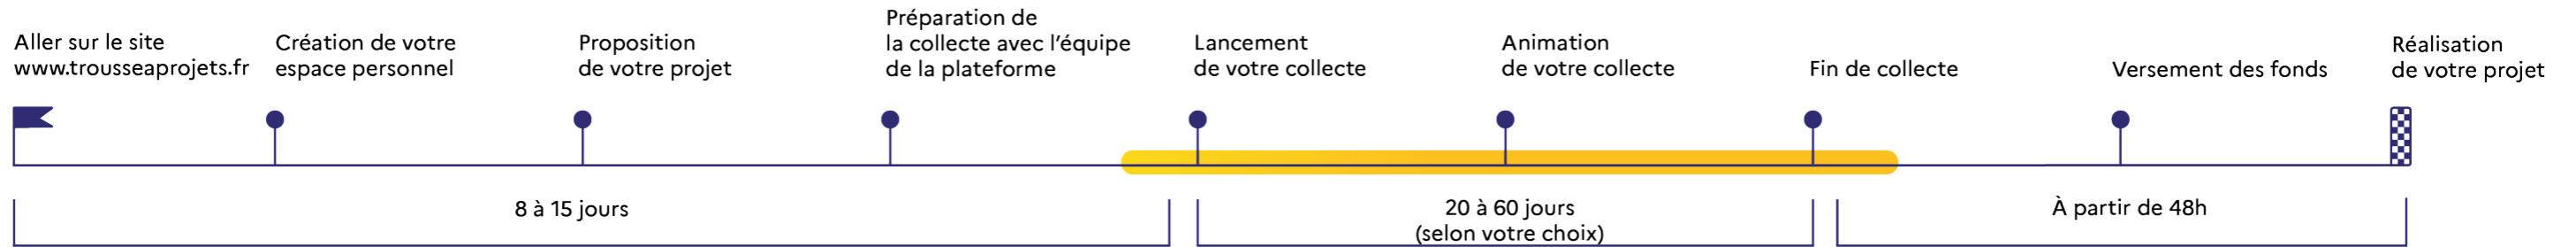 Aller sur le site
www.trousseaprojets.fr
Création de votre
espace personnel
Proposition
de votre projet
Préparation de
la collecte avec l'équipe
de la plateforme
Lancement
de votre collecte
Animation
de votre collecte
Fin de collecte
Versement des fonds
Réalisation
de votre projet
8 à 15 jours
20 à 60 jours
(selon votre choix)
À partir de 48h